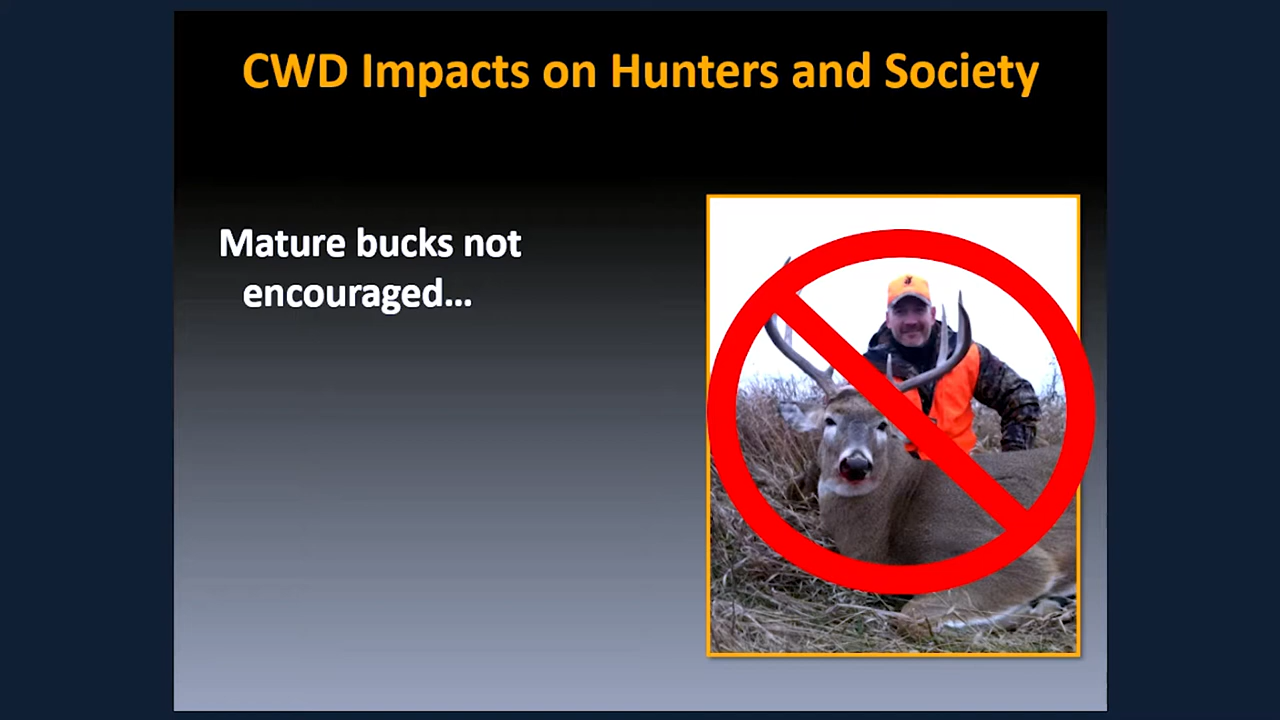 CWD Impacts on Hunters and Society
Mature bucks not
encouraged...